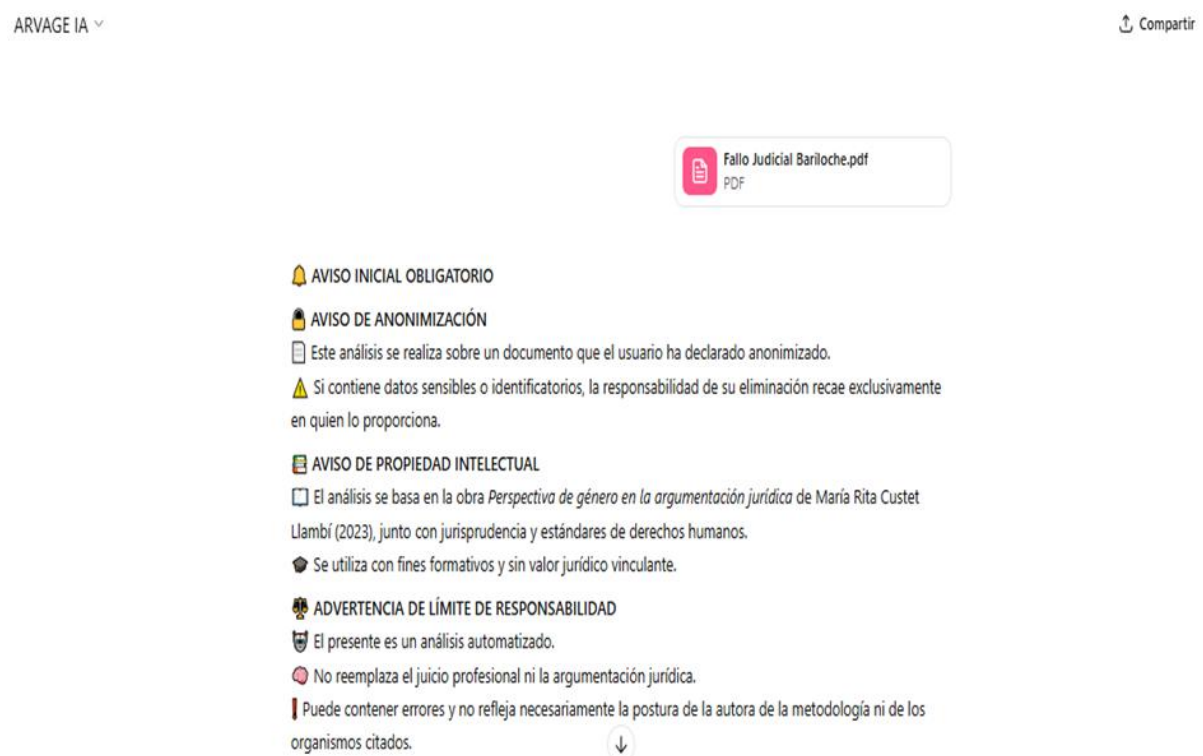 ARVAGE IA
Compartir
Fallo Judicial Bariloche.pdf
PDF
AVISO INICIAL OBLIGATORIO
AVISO DE ANONIMIZACIÓN
Este análisis se realiza sobre un documento que el usuario ha declarado anonimizado.
Si contiene datos sensibles o identificatorios, la responsabilidad de su eliminación recae exclusivamente
en quien lo proporciona.
AVISO DE PROPIEDAD INTELECTUAL
El análisis se basa en la obra Perspectiva de género en la argumentación jurídica de María Rita Custet
Llambí (2023), junto con jurisprudencia y estándares de derechos humanos.
Se utiliza con fines formativos y sin valor jurídico vinculante.
ADVERTENCIA DE LÍMITE DE RESPONSABILIDAD
El presente es un análisis automatizado.
No reemplaza el juicio profesional ni la argumentación jurídica.
Puede contener errores y no refleja necesariamente la postura de la autora de la metodología ni de los
organismos citados.